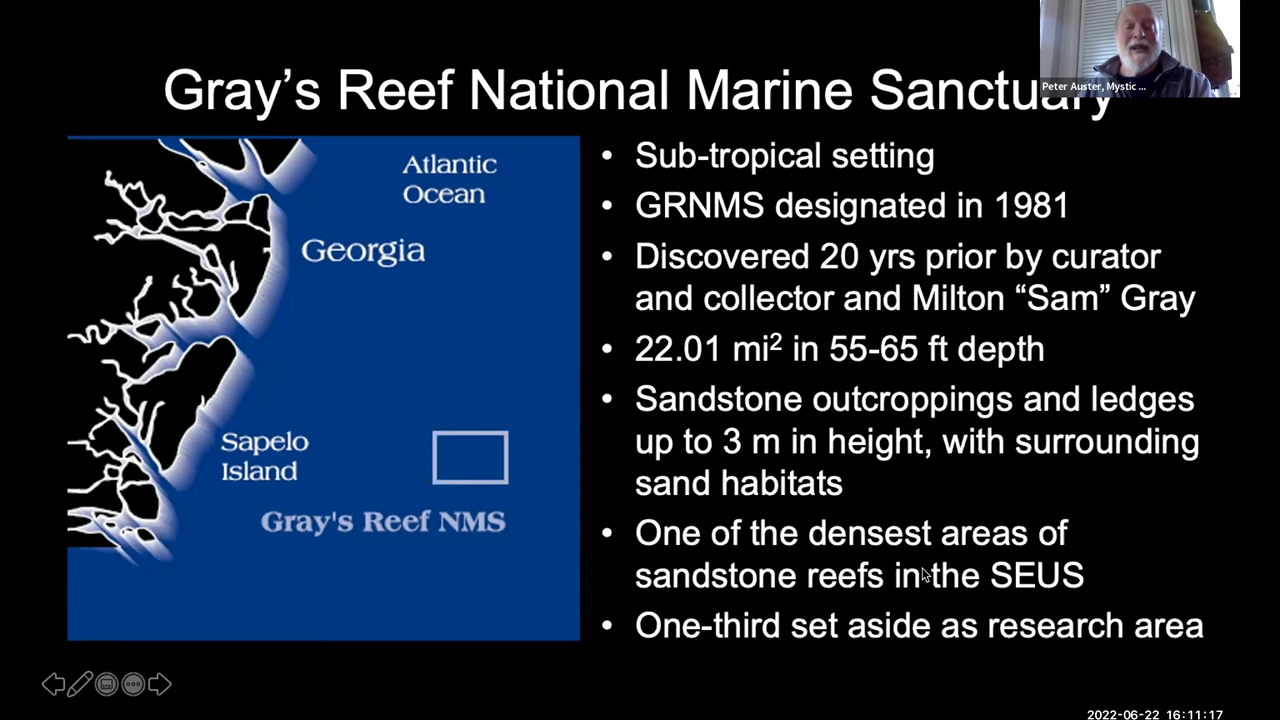 Gray’s Reef National Marine Sanctuary
Peter Auster, Mystic ...
Atlantic
Ocean
Georgia
Sapelo
Island
Gray's Reef NMS
• Sub-tropical setting
• GRNMS designated in 1981
• Discovered 20 yrs prior by curator
and collector and Milton “Sam” Gray
• 22.01 mi² in 55-65 ft depth
• Sandstone outcroppings and ledges
up to 3 m in height, with surrounding
sand habitats
• One of the densest areas of
sandstone reefs in the SEUS
• One-third set aside as research area
2022-06-22 16:11:17